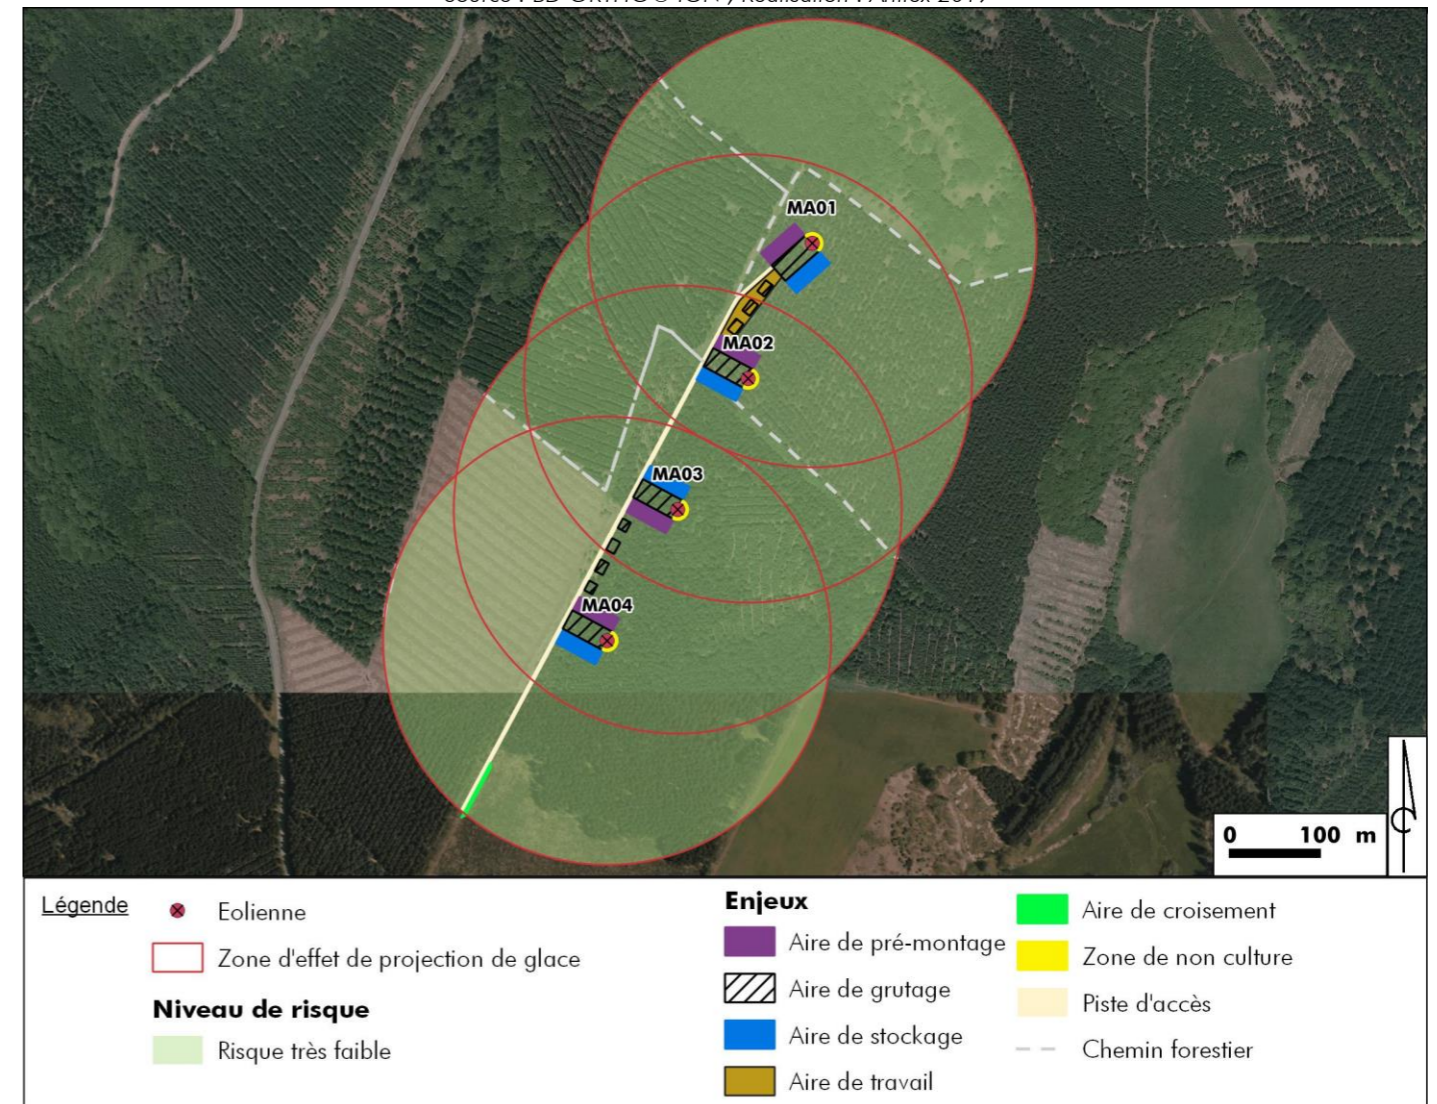 MA01
MA02
MA03
MA04
0 100 m
Légende
Eolienne
Zone d'effet de projection de glace
Niveau de risque
Risque très faible
Enjeux
Aire de pré-montage
Aire de grutage
Aire de stockage
Aire de travail
Aire de croisement
Zone de non culture
Piste d'accès
Chemin forestier